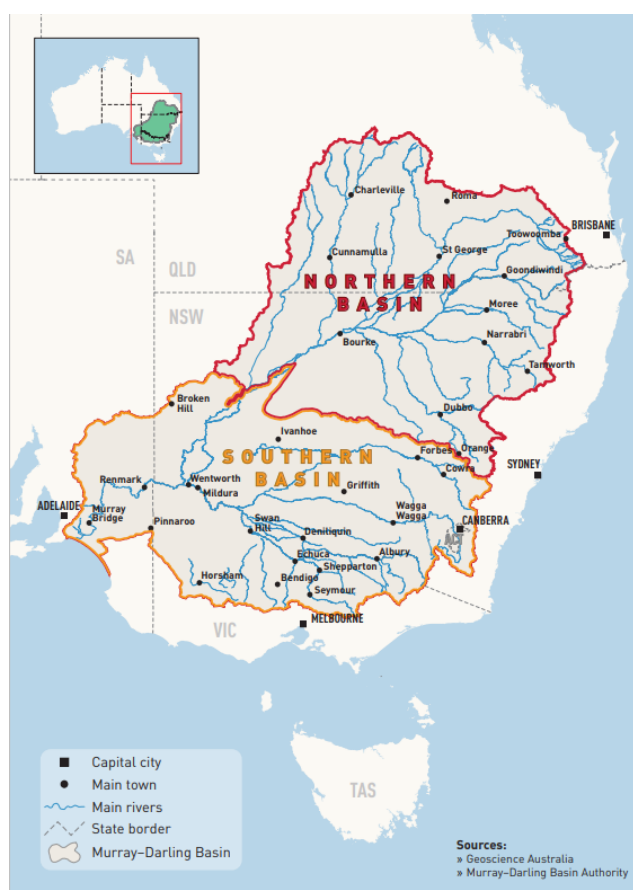 Charleville
Roma
BRISBANE
Toowoomba
Cunnamulla
St George
SA
QLD
Goondiwindi
NORTHERN
BASIN
Moree
NSW
Bourke
Narrabri
Tamworth
Broken
Hill
Dubbo
Ivanhoe
Orange
SOUTHERN
BASIN
Forbes
Cowra
SYDNEY
Renmark
Wentworth
Mildura
Griffith
ADELAIDE
Murray
Bridge
Pinnaroo
Swan
Hill
Deniliquin
Wagga
Wagga
CANBERRA
ACT
Echuca
Albury
Shepparton
Horsham
Bendigo
Seymour
VIC
MELBOURNE
TAS
Capital city
Main town
Main rivers
State border
Murray–Darling Basin
Sources:
» Geoscience Australia
» Murray–Darling Basin Authority